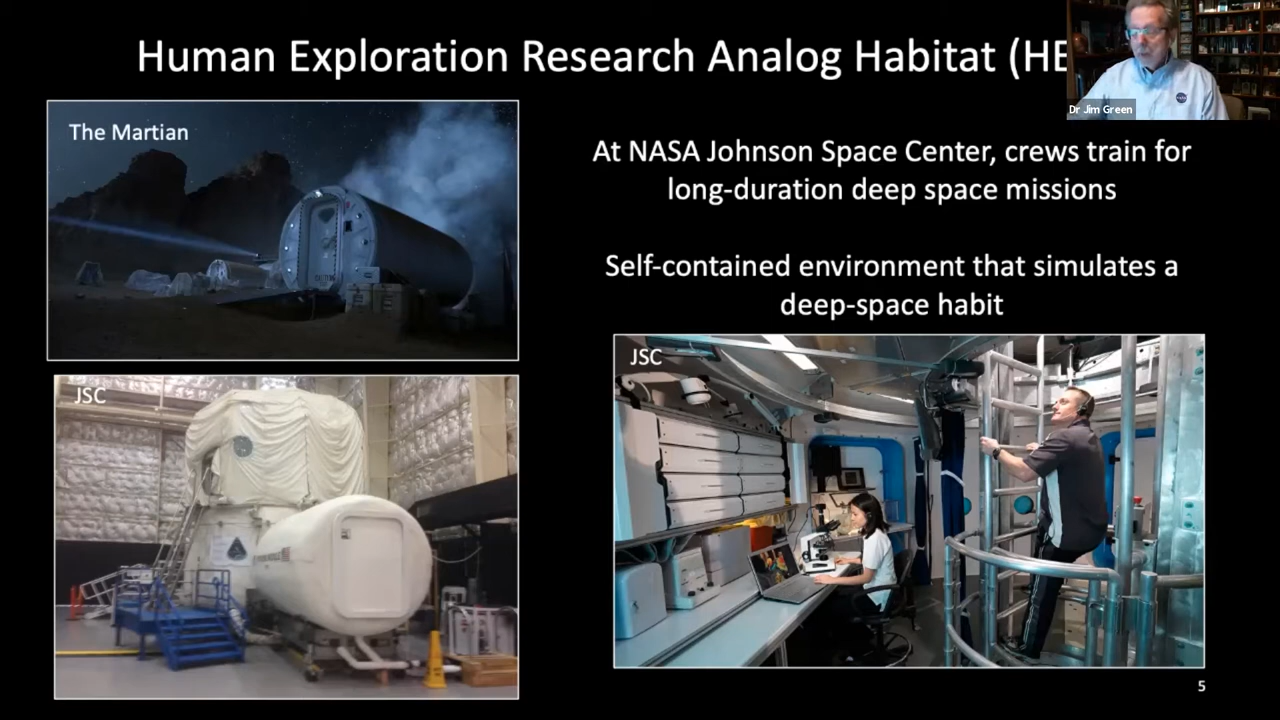 Human Exploration Research Analog Habitat (HE
Dr Jim Green
The Martian
At NASA Johnson Space Center, crews train for
long-duration deep space missions
Self-contained environment that simulates a
deep-space habit
JSC
JSC
5